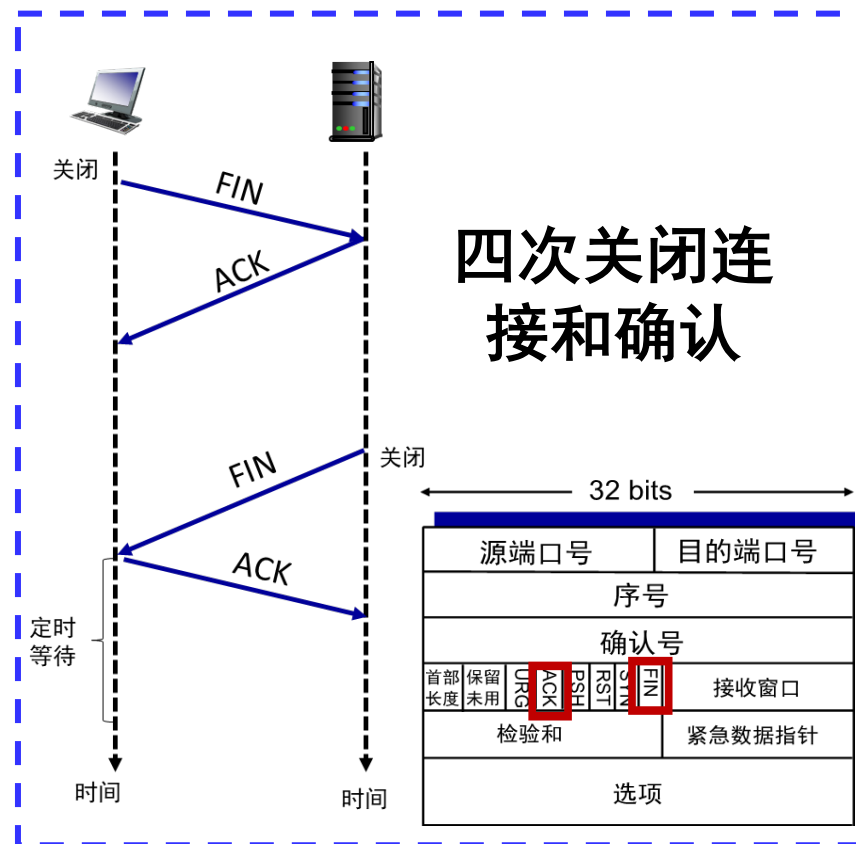 关闭
FIN
ACK
四次关闭连
接和确认
FIN
关闭
ACK
定时
等待
时间
时间
32 bits
源端口号
目的端口号
序号
确认号
首部
长度
保留
未用
URG
ACK
PSH
RST
SYN
FIN
接收窗口
检验和
紧急数据指针
选项